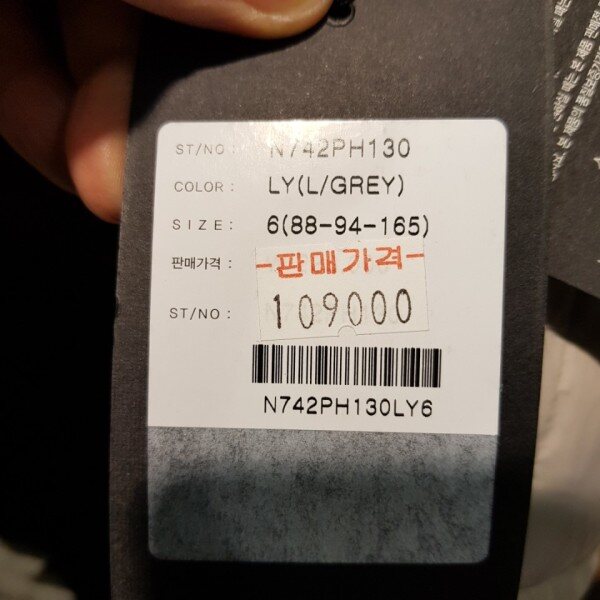 ST/NO : N742PH130
COLOR : LY(L/GREY)
SIZE : 6(88-94-165)
판매가격 : -판매가격-
ST/NO : 109000
N742PH130LY6